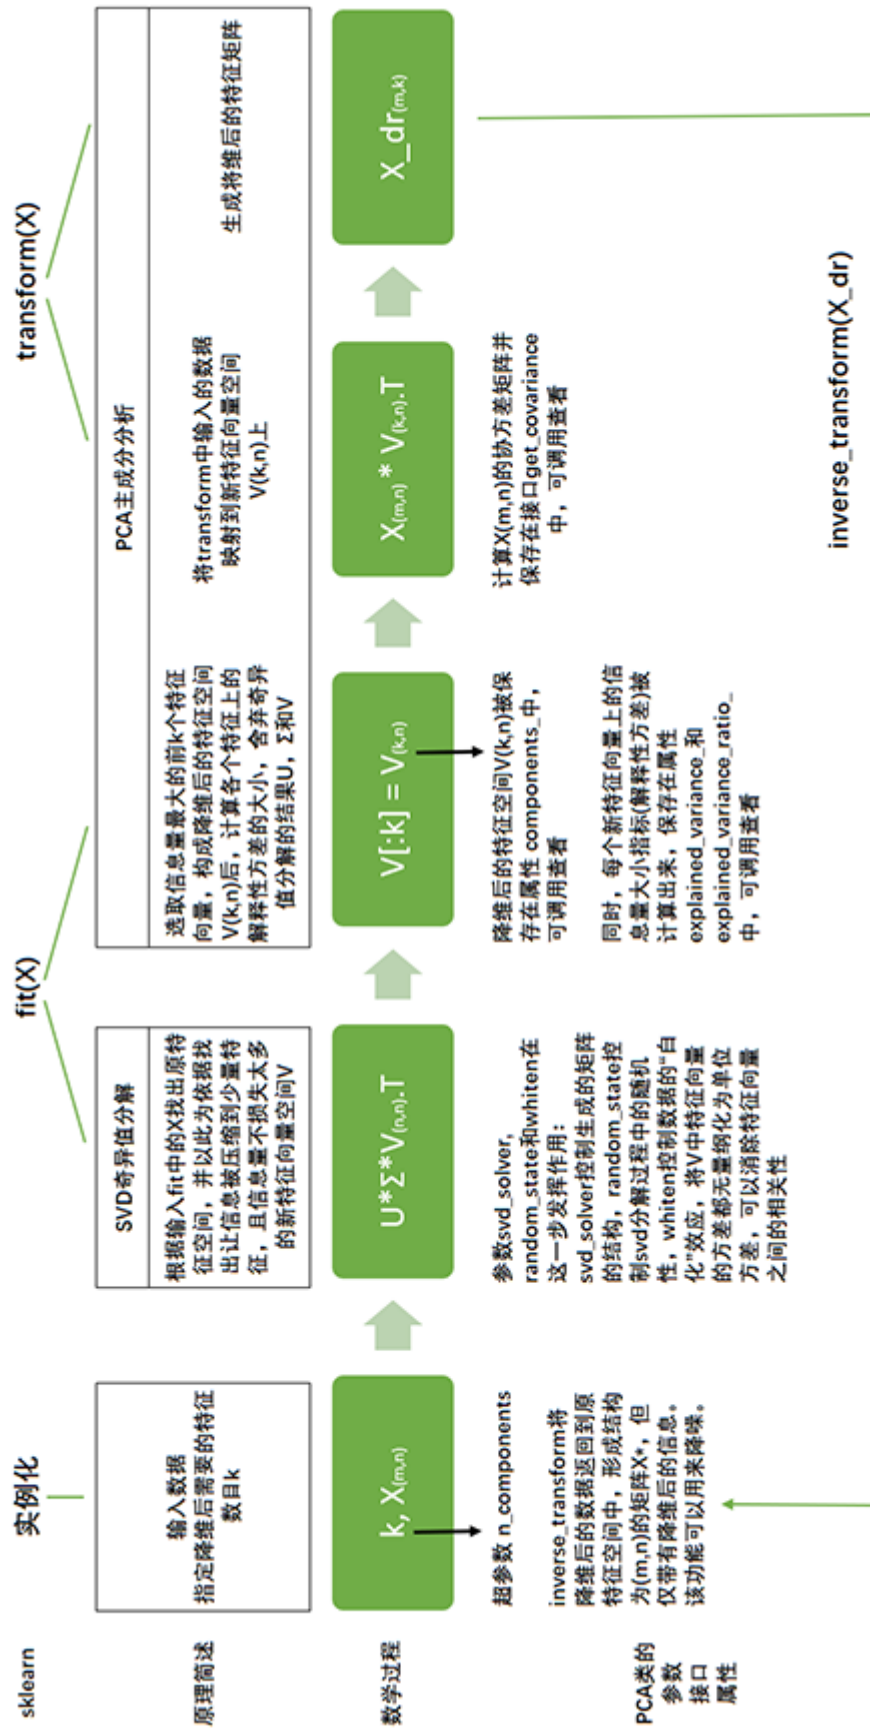 sklearn
实例化
fit(X)
transform(X)
原理简述
输入数据
指定降维后需要的特征
数目k
SVD奇异值分解
根据输入fit中的X找出原特
征空间，并以此为依据找
出让信息被压缩到少量特
征，且信息量不损失太多
的新特征向量空间V
PCA主成分分析
选取信息量最大的前k个特征
向量，构成降维后的特征空间
V(k,n)后，计算各个特征上的
解释性方差的大小，舍弃奇异
值分解的结果U，Σ和V
将transform中输入的数据
映射到新特征向量空间
V(k,n)上
生成将维后的特征矩阵
数学过程
k, X(m,n)
U*Σ*V(n,n).T
V[:k] = V(k,n)
X(m,n) * V(k,n).T
X_dr(m,k)
PCA类的
参数
接口
属性
超参数 n_components
inverse_transform将
降维后的数据返回到原
特征空间中，形成结构
为(m,n)的矩阵X*，但
仅带有降维后的信息。
该功能可以用来降噪。
参数svd_solver,
random_state和whiten在
这一步发挥作用：
svd_solver控制生成的矩阵
的结构，random_state控
制svd分解过程中的随机
性，whiten控制数据的“白
化”效应，将V中特征向量
的方差都无量纲化为单位
方差，可以消除特征向量
之间的相关性
降维后的特征空间V(k,n)被保
存在属性 components_中，
可调用查看
同时，每个新特征向量上的信
息量大小指标(解释性方差)被
计算出来，保存在属性
explained_variance_和
explained_variance_ratio_
中，可调用查看
计算X(m,n)的协方差矩阵并
保存在接口get_covariance
中，可调用查看
inverse_transform(X_dr)